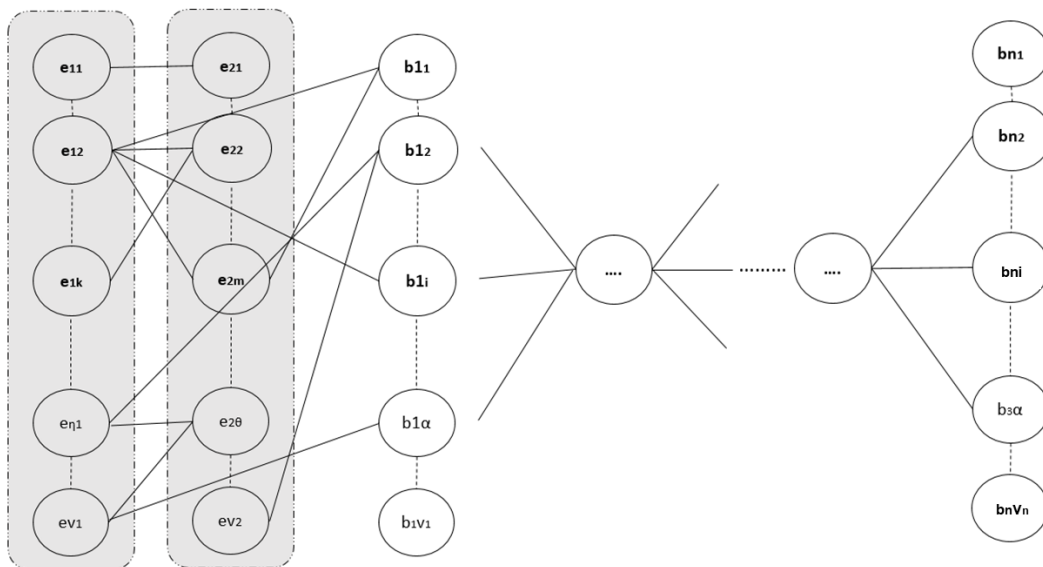 e11 e21 b11 bn1
e12 e22 b12 bn2
e1k e2m b1i .... ......... .... bni
eη1 e2θ b1α b3α
ev1 ev2 b1v1 bnvn